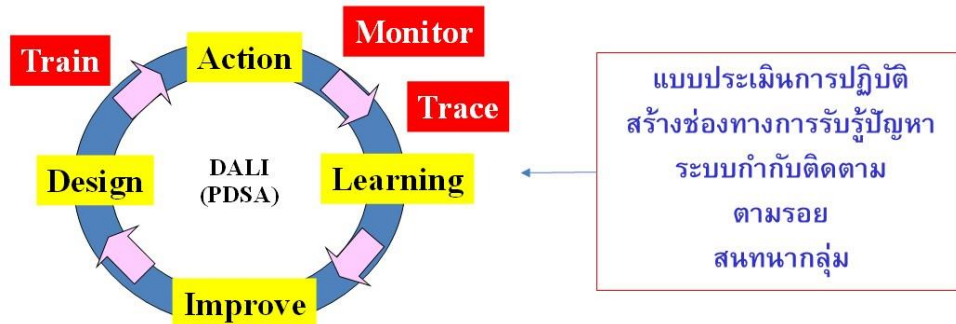 Train
Action
Monitor
Trace
Design
DALI
(PDSA)
Learning
Improve
แบบประเมินการปฏิบัติ
สร้างช่องทางการรับรู้ปัญหา
ระบบกำกับติดตาม
ตามรอย
สนทนากลุ่ม